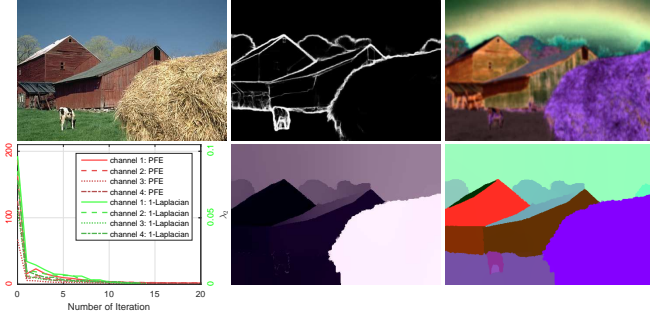 200
100
0
0.1
0.05
0
λ₂
channel 1: PFE
channel 2: PFE
channel 3: PFE
channel 4: PFE
channel 1: 1-Laplacian
channel 2: 1-Laplacian
channel 3: 1-Laplacian
channel 4: 1-Laplacian
0 5 10 15 20
Number of Iteration